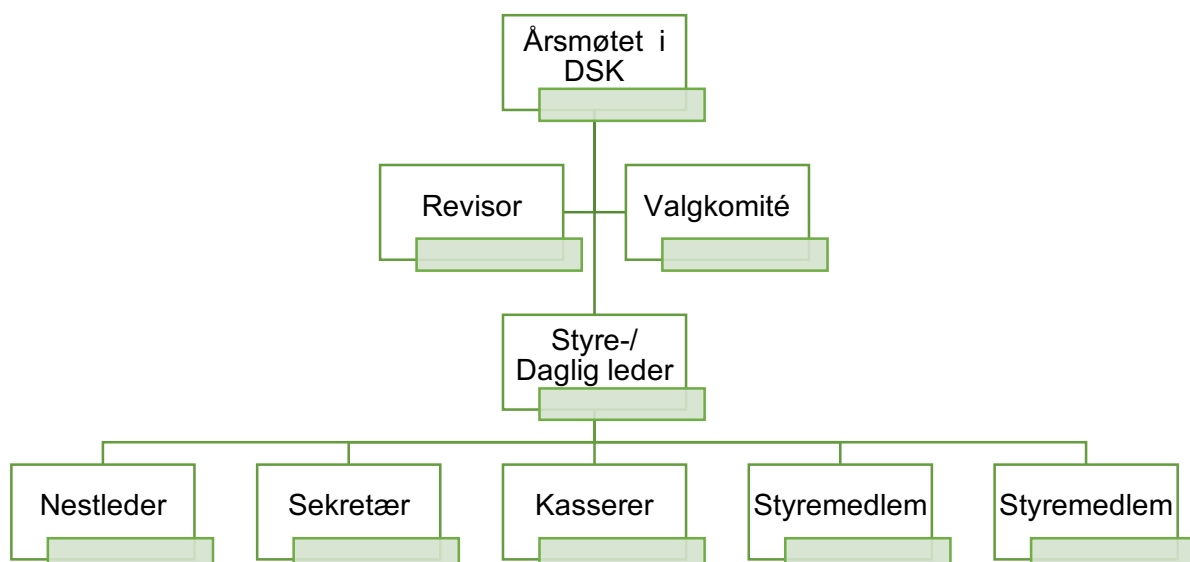 Årsmøtet i
DSK
Revisor
Valgkomité
Styre-/
Daglig leder
Nestleder
Sekretær
Kasserer
Styremedlem
Styremedlem